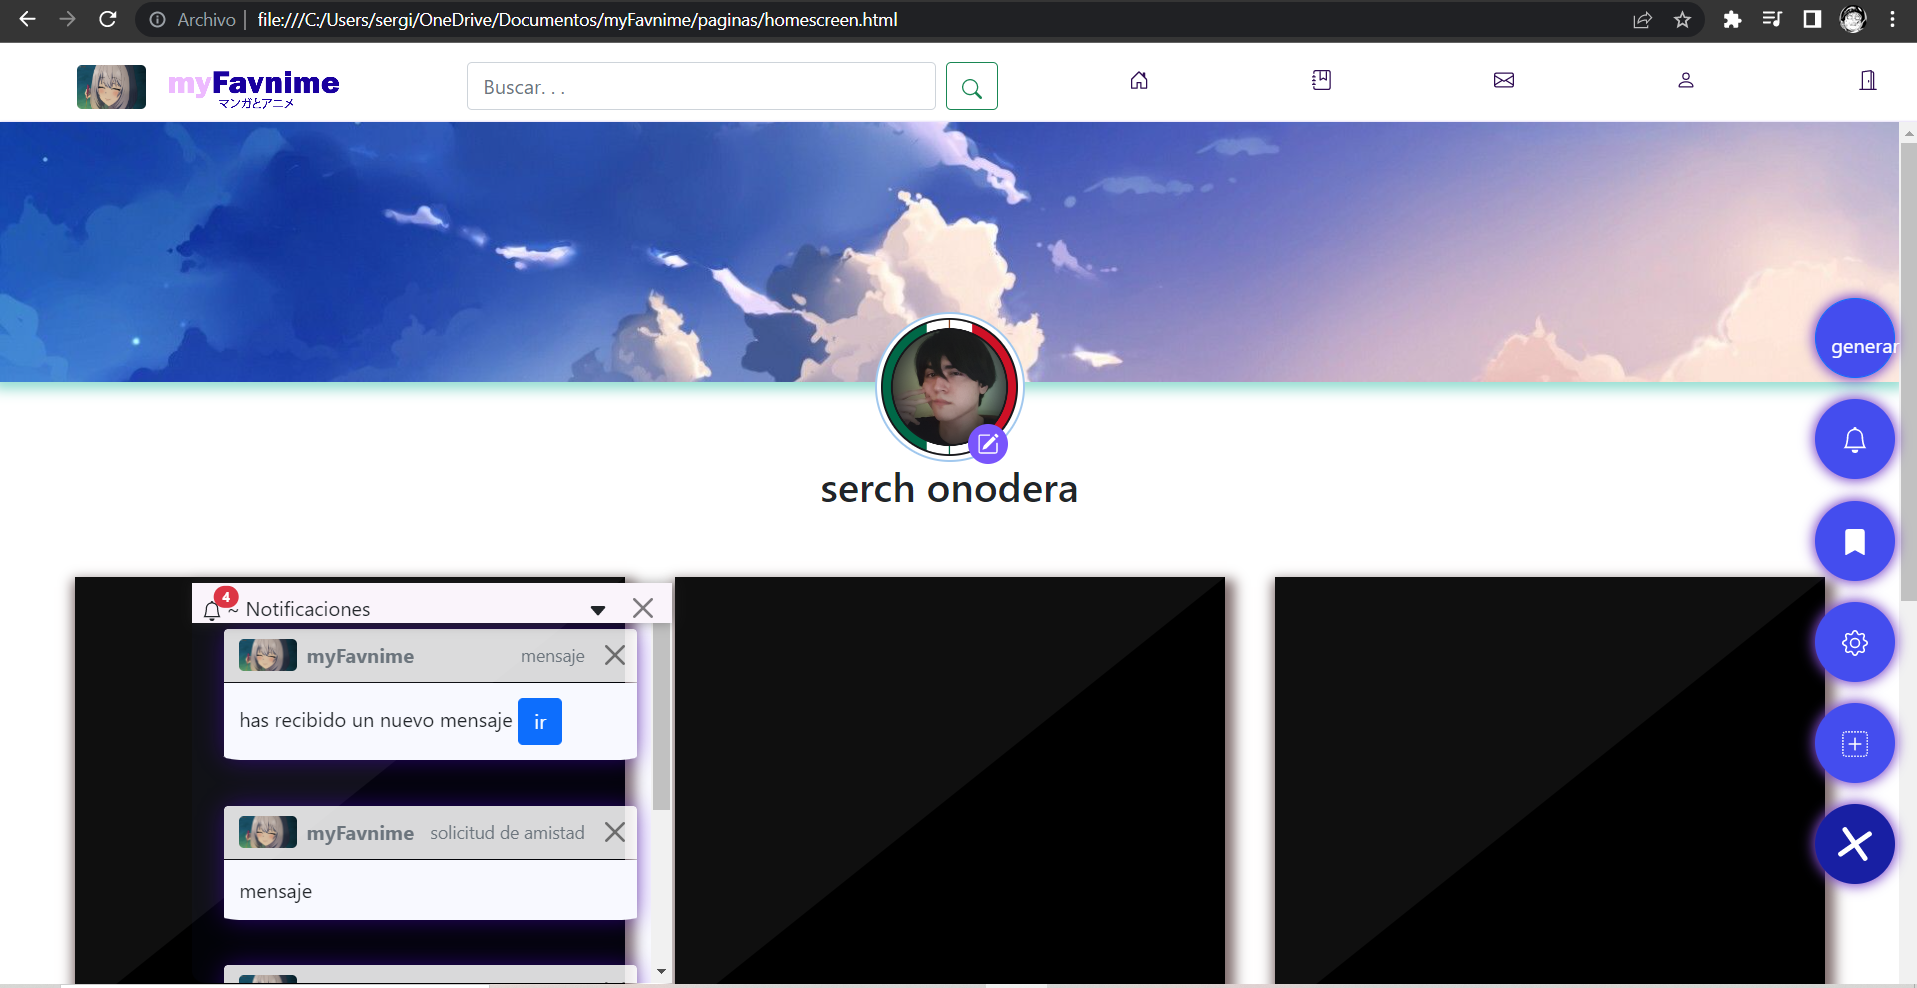 Archivo | file:///C:/Users/sergi/OneDrive/Documentos/myFavnime/paginas/homescreen.html
myFavnime
マンガとアニメ
Buscar. . .
generar
serch onodera
4
~ Notificaciones
myFavnime mensaje
has recibido un nuevo mensaje ir
myFavnime solicitud de amistad
mensaje